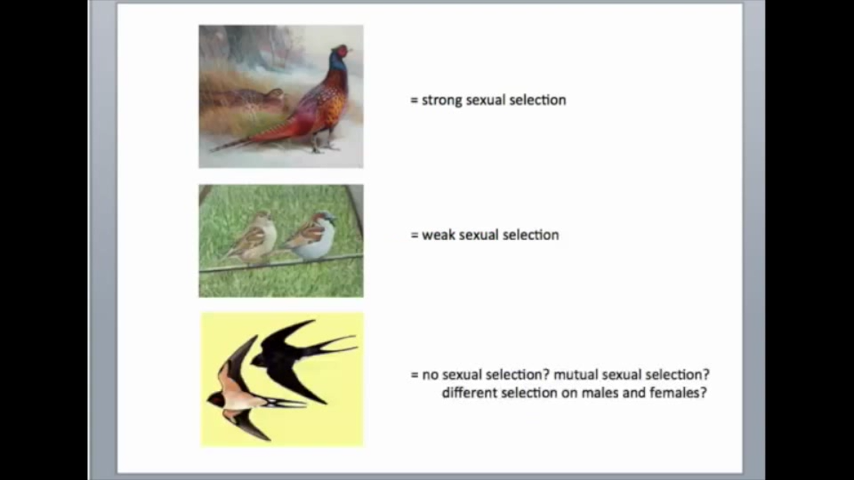 = strong sexual selection
= weak sexual selection
= no sexual selection? mutual sexual selection?
different selection on males and females?